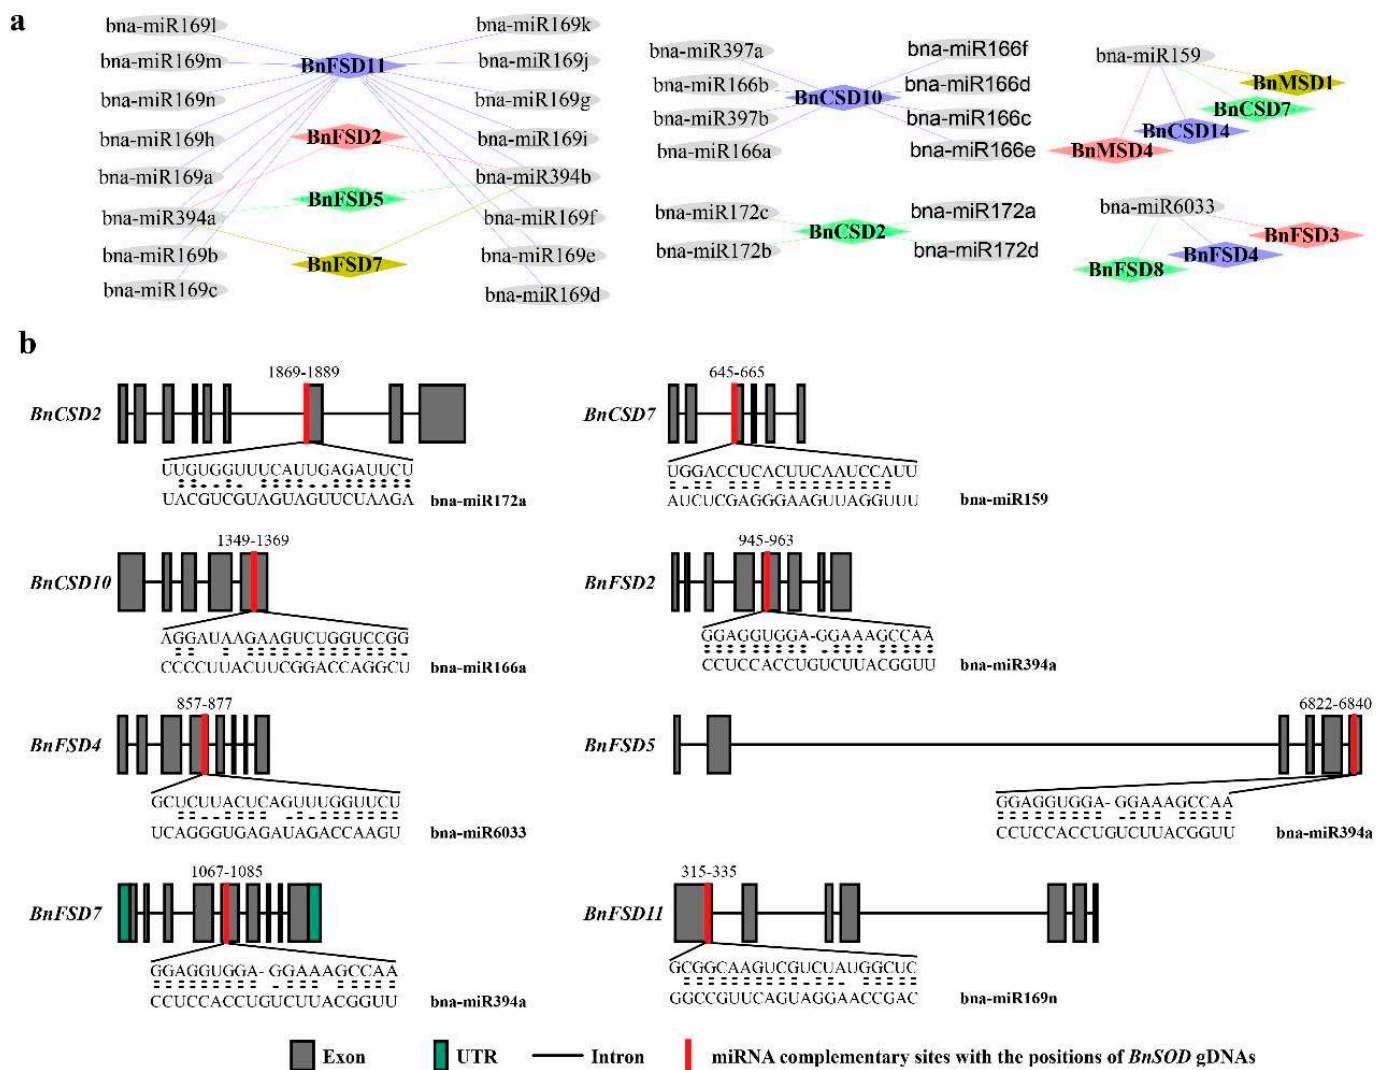 a
bna-miR169l
bna-miR169k
bna-miR169m
BnFSD11
bna-miR169j
bna-miR169n
bna-miR169g
bna-miR169h
BnFSD2
bna-miR169i
bna-miR169a
bna-miR394b
BnFSD5
bna-miR394a
bna-miR169f
bna-miR169b
BnFSD7
bna-miR169e
bna-miR169c
bna-miR169d
bna-miR397a
bna-miR166f
bna-miR166b
BnCSD10
bna-miR166d
bna-miR397b
bna-miR166c
bna-miR166a
bna-miR166e
bna-miR172c
bna-miR172a
BnCSD2
bna-miR172b
bna-miR172d
bna-miR159
BnMSD1
BnCSD7
BnCSD14
BnMSD4
bna-miR6033
BnFSD3
BnFSD4
BnFSD8
b
1869-1889
BnCSD2
UUGUGGUUUCAUUGAGAUUCU
UACGUCGUAGUAGUUCUAAGA
bna-miR172a
645-665
BnCSD7
UGGACCUCACUUCAAUCCAUU
AUCUCGAGGGAAGUUAGGUUU
bna-miR159
1349-1369
BnCSD10
AGGAUAAGAAGUCUGGUCCGG
CCCCUUACUUCGGACCAGGCU
bna-miR166a
945-963
BnFSD2
GGAGGUGGA-GGAAAGCCAA
CCUCCACCUGUCUUACGGUU
bna-miR394a
857-877
BnFSD4
GCUCUUACUCAGUUUGGUUCU
UCAGGGUGAGAUAGACCAAGU
bna-miR6033
6822-6840
BnFSD5
GGAGGUGGA- GGAAAGCCAA
CCUCCACCUGUCUUACGGUU
bna-miR394a
1067-1085
BnFSD7
GGAGGUGGA- GGAAAGCCAA
CCUCCACCUGUCUUACGGUU
bna-miR394a
315-335
BnFSD11
GCGGCAAGUCGUCUAUGGCUC
GGCCGUUCAGUAGGAACCGAC
bna-miR169n
Exon
UTR
Intron
miRNA complementary sites with the positions of BnSOD gDNAs